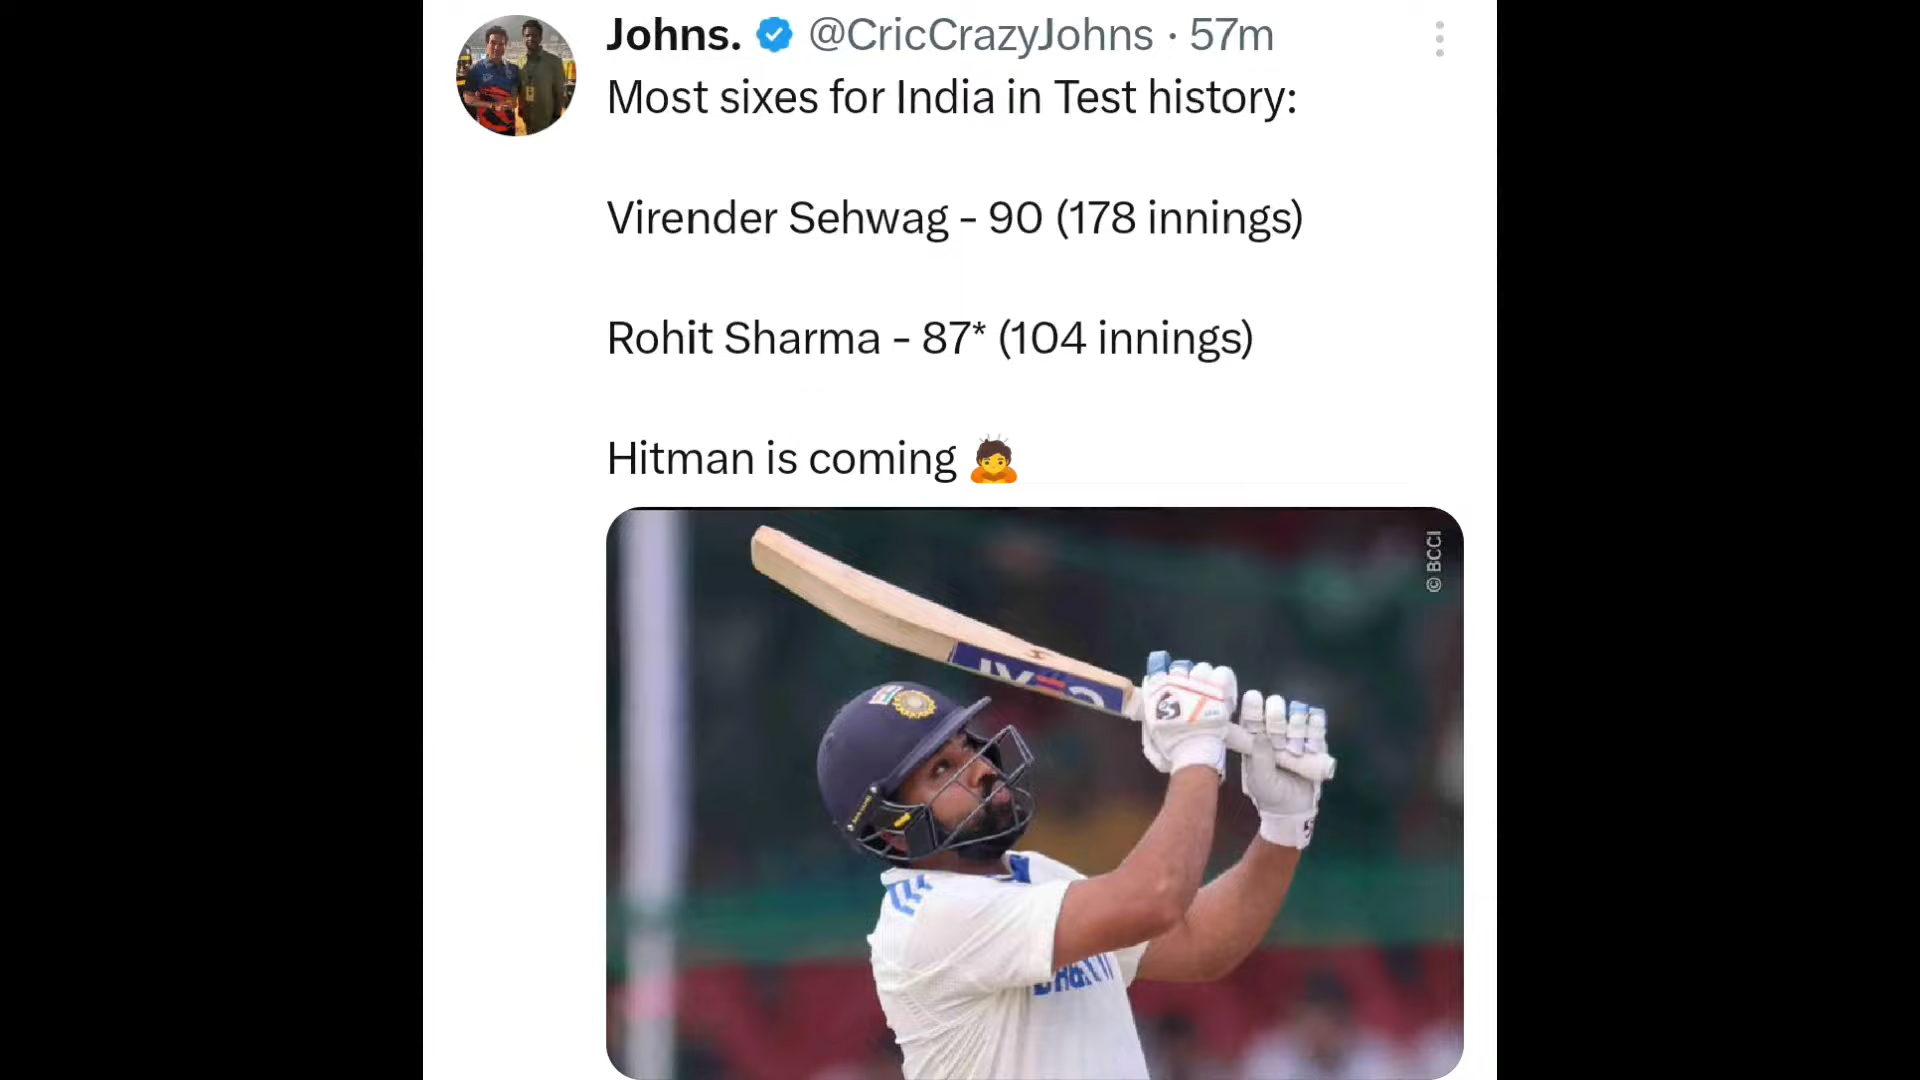 Johns. @CricCrazyJohns · 57m
Most sixes for India in Test history:
Virender Sehwag - 90 (178 innings)
Rohit Sharma - 87* (104 innings)
Hitman is coming 🙇
© BCCI